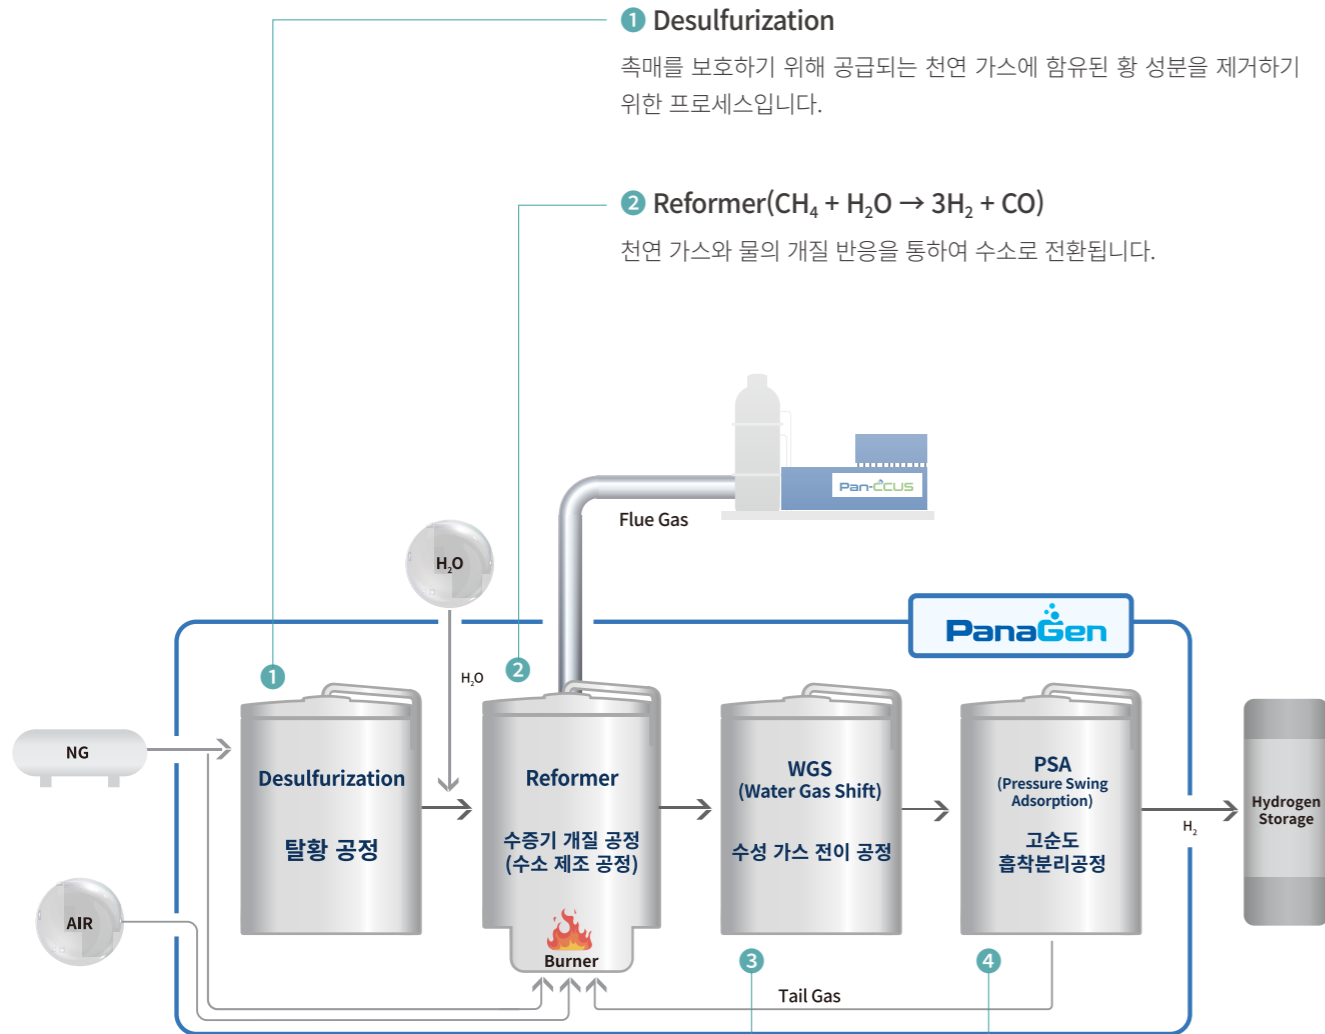 1 Desulfurization
촉매를 보호하기 위해 공급되는 천연 가스에 함유된 황 성분을 제거하기
위한 프로세스입니다.
2 Reformer(CH₄ + H₂O → 3H₂ + CO)
천연 가스와 물의 개질 반응을 통하여 수소로 전환됩니다.
Pan-CCUS
Flue Gas
H₂O
PanaGen
1
2
H₂O
NG
Desulfurization
탈황 공정
Reformer
수증기 개질 공정
(수소 제조 공정)
Burner
WGS
(Water Gas Shift)
수성 가스 전이 공정
PSA
(Pressure Swing
Adsorption)
고순도
흡착분리공정
H₂
Hydrogen
Storage
AIR
3
4
Tail Gas